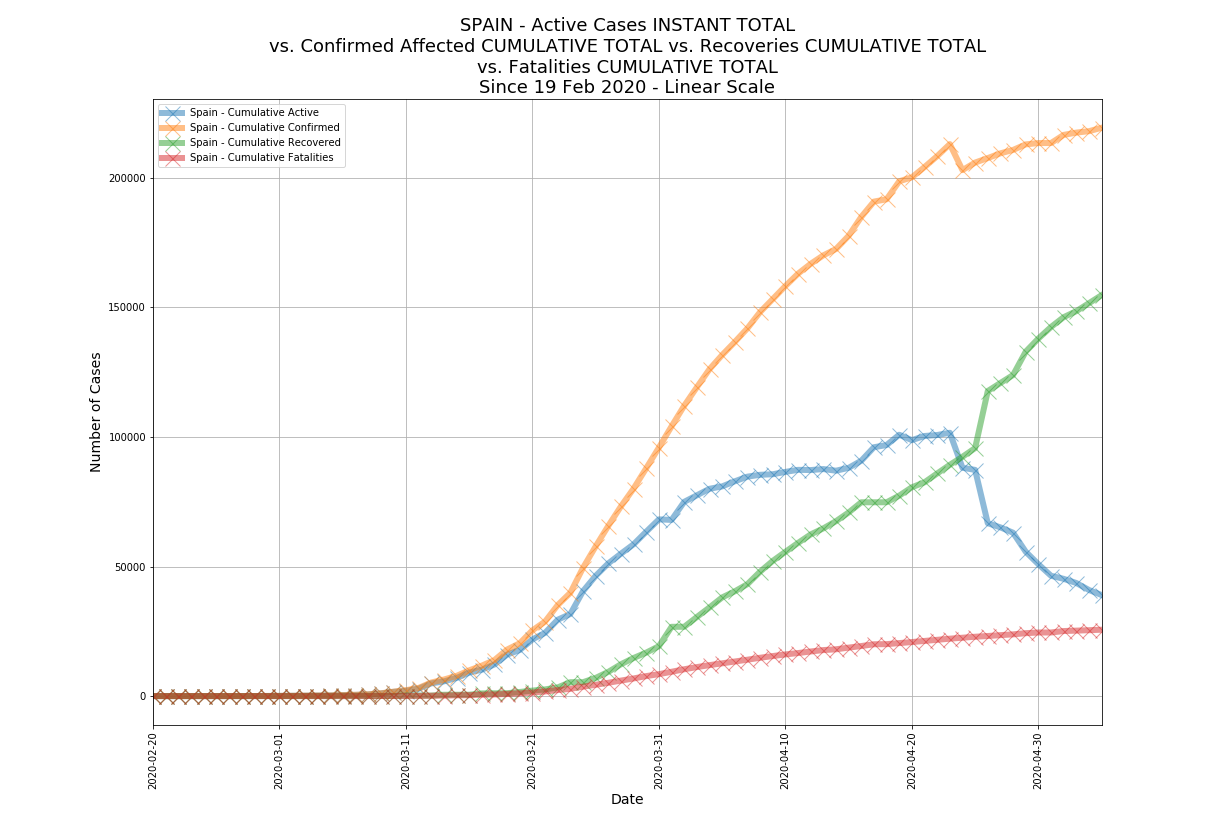 SPAIN - Active Cases INSTANT TOTAL
vs. Confirmed Affected CUMULATIVE TOTAL vs. Recoveries CUMULATIVE TOTAL
vs. Fatalities CUMULATIVE TOTAL
Since 19 Feb 2020 - Linear Scale
Spain - Cumulative Active
Spain - Cumulative Confirmed
Spain - Cumulative Recovered
Spain - Cumulative Fatalities
Number of Cases
200000
150000
100000
50000
0
2020-02-20
2020-03-01
2020-03-11
2020-03-21
2020-03-31
2020-04-10
2020-04-20
2020-04-30
Date